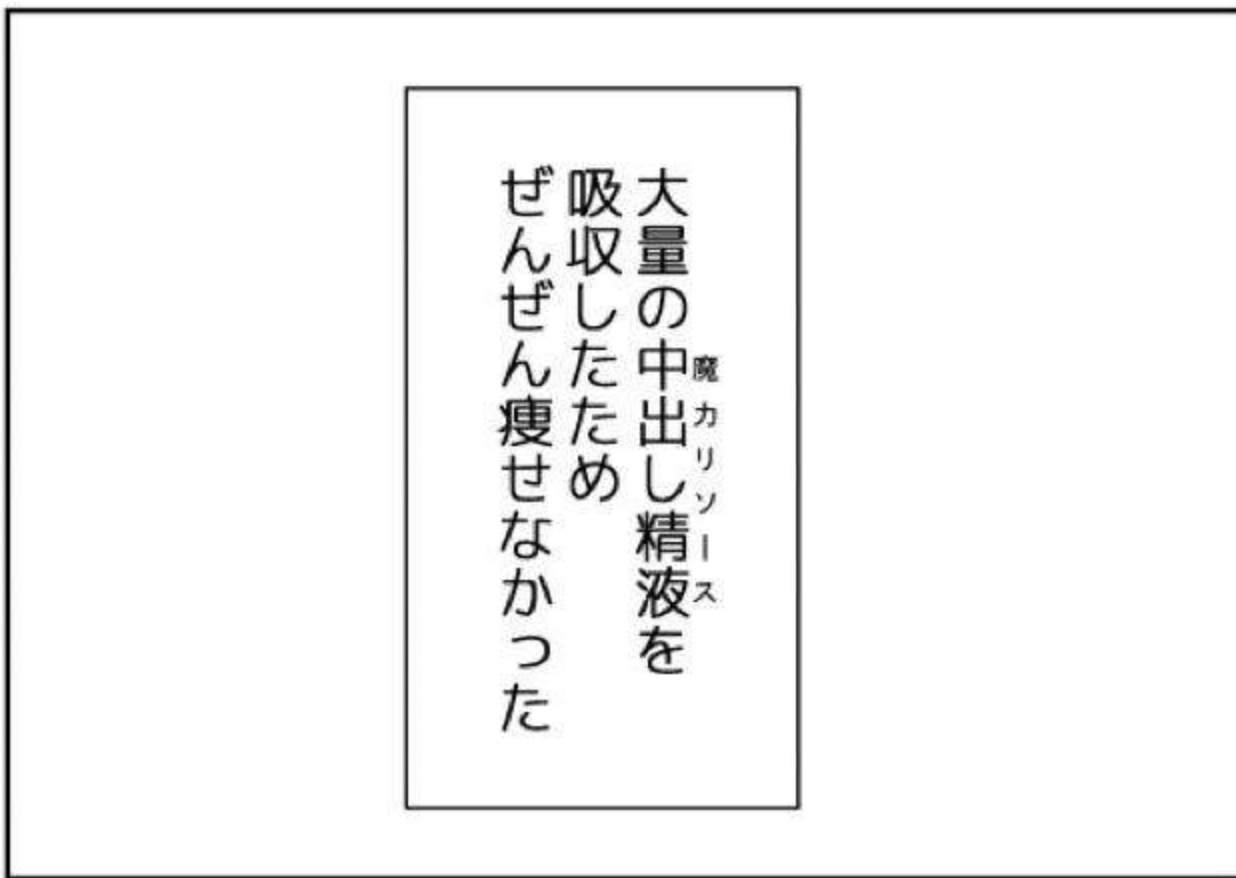 大量の中出し精液を
魔力リソース
吸収したため
ぜんぜん痩せなかった